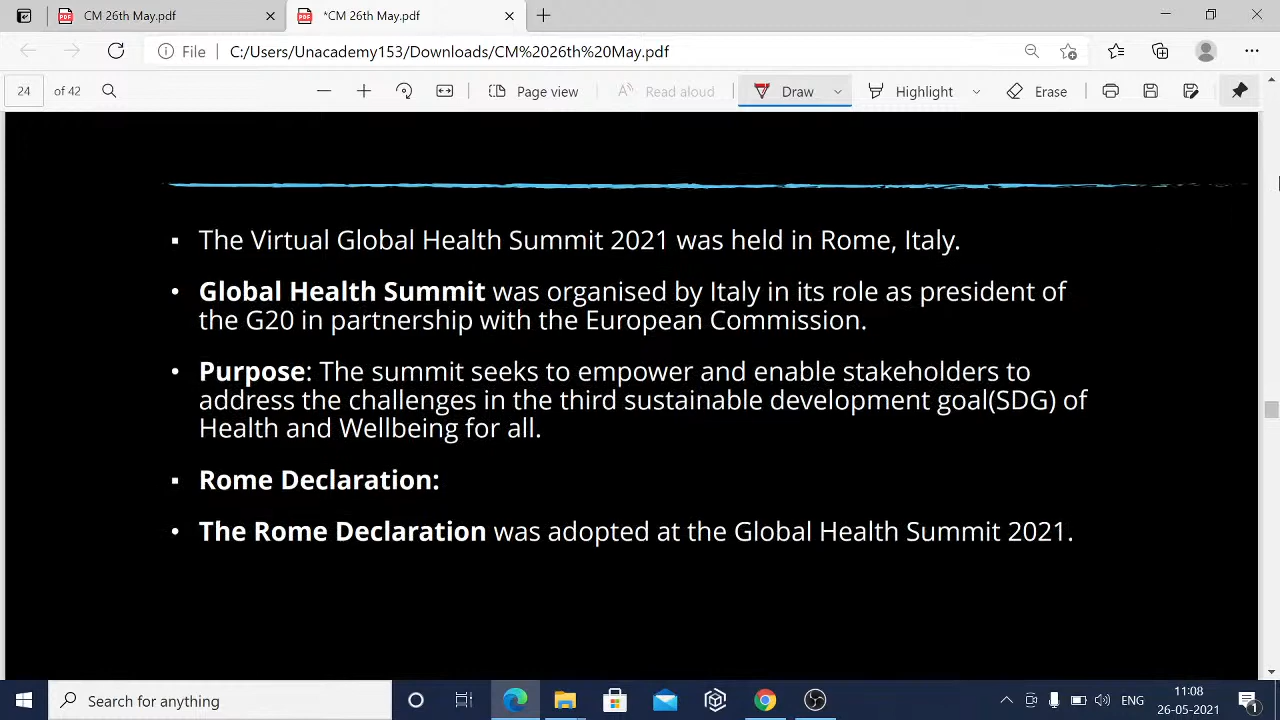 CM 26th May.pdf
*CM 26th May.pdf
File C:/Users/Unacademy153/Downloads/CM%2026th%20May.pdf
24 of 42 Page view Read aloud Draw Highlight Erase
The Virtual Global Health Summit 2021 was held in Rome, Italy.
Global Health Summit was organised by Italy in its role as president of
the G20 in partnership with the European Commission.
Purpose: The summit seeks to empower and enable stakeholders to
address the challenges in the third sustainable development goal(SDG) of
Health and Wellbeing for all.
Rome Declaration:
The Rome Declaration was adopted at the Global Health Summit 2021.
Search for anything
ENG
11:08
26-05-2021